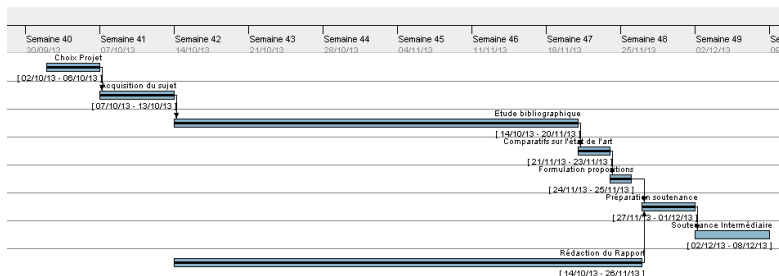 Semaine 40 Semaine 41 Semaine 42 Semaine 43 Semaine 44 Semaine 45 Semaine 46 Semaine 47 Semaine 48 Semaine 49 Se
30/09/13 07/10/13 14/10/13 21/10/13 28/10/13 04/11/13 11/11/13 18/11/13 25/11/13 02/12/13 09
Choix Projet
[ 02/10/13 - 06/10/13 ]
Acquisition du sujet
[ 07/10/13 - 13/10/13 ]
Etude bibliographique
[ 14/10/13 - 20/11/13 ]
Comparatifs sur l'état de l'art
[ 21/11/13 - 23/11/13 ]
Formulation propositions
[ 24/11/13 - 25/11/13 ]
Préparation soutenance
[ 27/11/13 - 01/12/13 ]
Soutenance Intermédiaire
[ 02/12/13 - 08/12/13 ]
Rédaction du Rapport
[ 14/10/13 - 26/11/13 ]